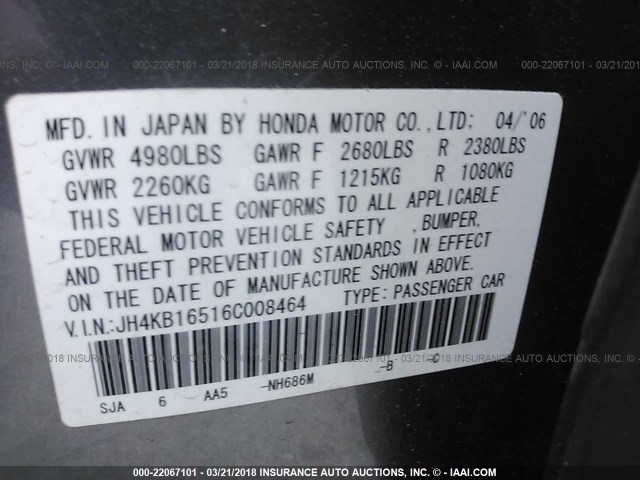 000-22067101 - 03/21/2018 INSURANCE AUTO AUCTIONS, INC. © - IAAI.COM
MFD. IN JAPAN BY HONDA MOTOR CO.,LTD: 04/ 06
GVWR 4980LBS GAWR F 2680LBS R 2380LBS
GVWR 2260KG GAWR F 1215KG R 1080KG
THIS VEHICLE CONFORMS TO ALL APPLICABLE
FEDERAL MOTOR VEHICLE SAFETY ,BUMPER,
AND THEFT PREVENTION STANDARDS IN EFFECT
ON THE DATE OF MANUFACTURE SHOWN ABOVE.
V.I.N.:JH4KB16516C008464 TYPE: PASSENGER CAR
SJA 6 AA5 -NH686M -B -C
000-22067101 - 03/21/2018 INSURANCE AUTO AUCTIONS, INC. © - IAAI.COM